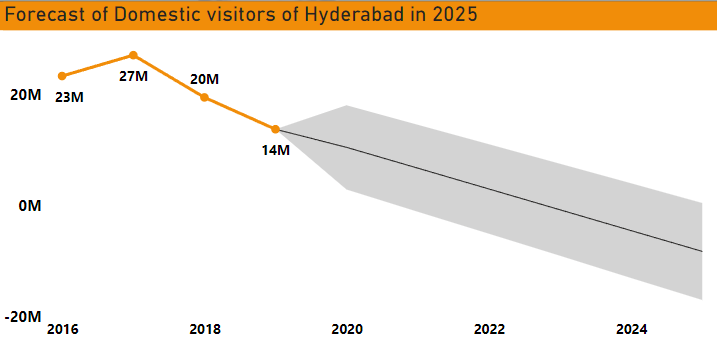 Forecast of Domestic visitors of Hyderabad in 2025
20M
23M
27M
20M
14M
0M
-20M
2016 2018 2020 2022 2024